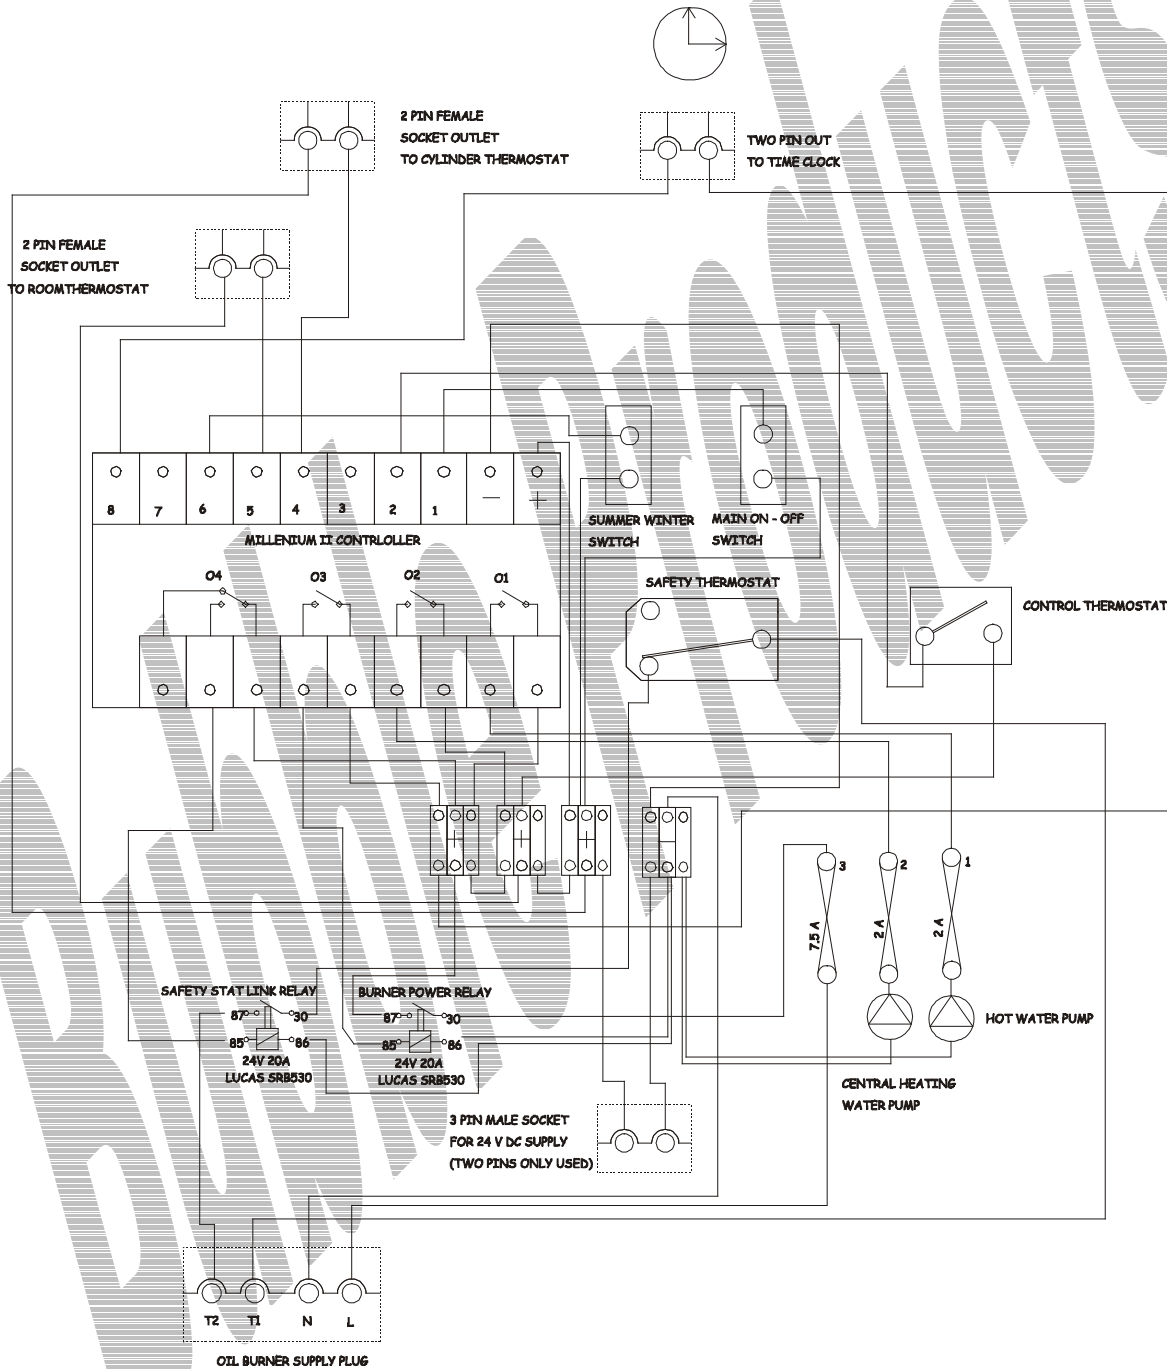 2 PIN FEMALE
SOCKET OUTLET
TO CYLINDER THERMOSTAT
TWO PIN OUT
TO TIME CLOCK
2 PIN FEMALE
SOCKET OUTLET
TO ROOMTHERMOSTAT
8 7 6 5 4 3 2 1 — +
MILLENIUM II CONTRLOLLER
SUMMER WINTER
SWITCH
MAIN ON - OFF
SWITCH
O4 O3 O2 O1
SAFETY THERMOSTAT
CONTROL THERMOSTAT
3 2 1
7.5 A 2 A 2 A
SAFETY STAT LINK RELAY
87 30
85 86
24V 20A
LUCAS SRB530
BURNER POWER RELAY
87 30
85 86
24V 20A
LUCAS SRB530
HOT WATER PUMP
CENTRAL HEATING
WATER PUMP
3 PIN MALE SOCKET
FOR 24 V DC SUPPLY
(TWO PINS ONLY USED)
T2 T1 N L
OIL BURNER SUPPLY PLUG
Products